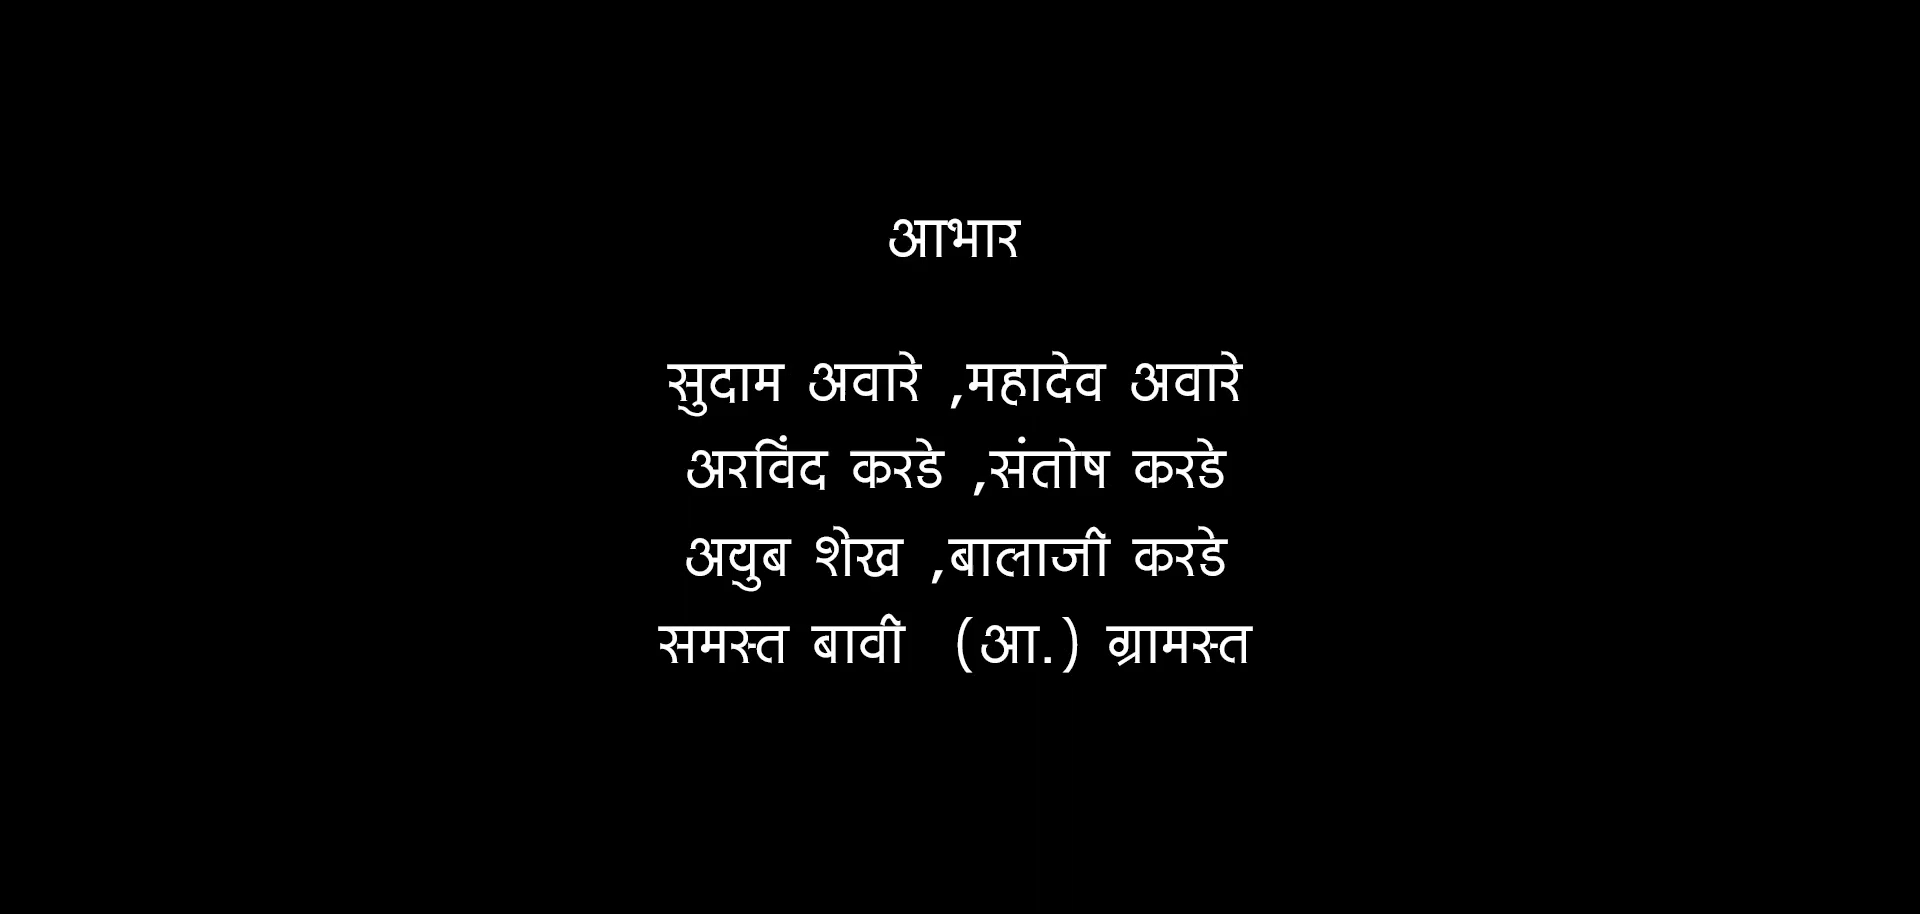 आभार
सुदाम अवारे ,महादेव अवारे
अरविंद करडे ,संतोष करडे
अयुब शेख ,बालाजी करडे
समस्त बावी (आ.) ग्रामस्त